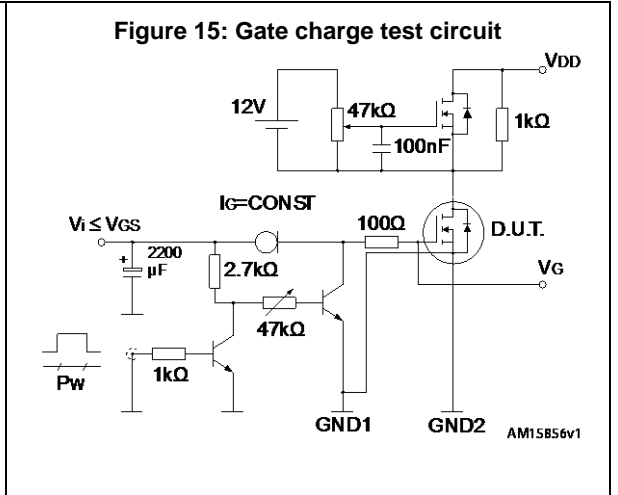 Figure 15: Gate charge test circuit
VDD
12V
47kΩ
1kΩ
100nF
IG=CONST
Vi ≤ VGS
100Ω
D.U.T.
2200
+
μF
2.7kΩ
VG
47kΩ
1kΩ
Pw
GND1
GND2
AM15856v1